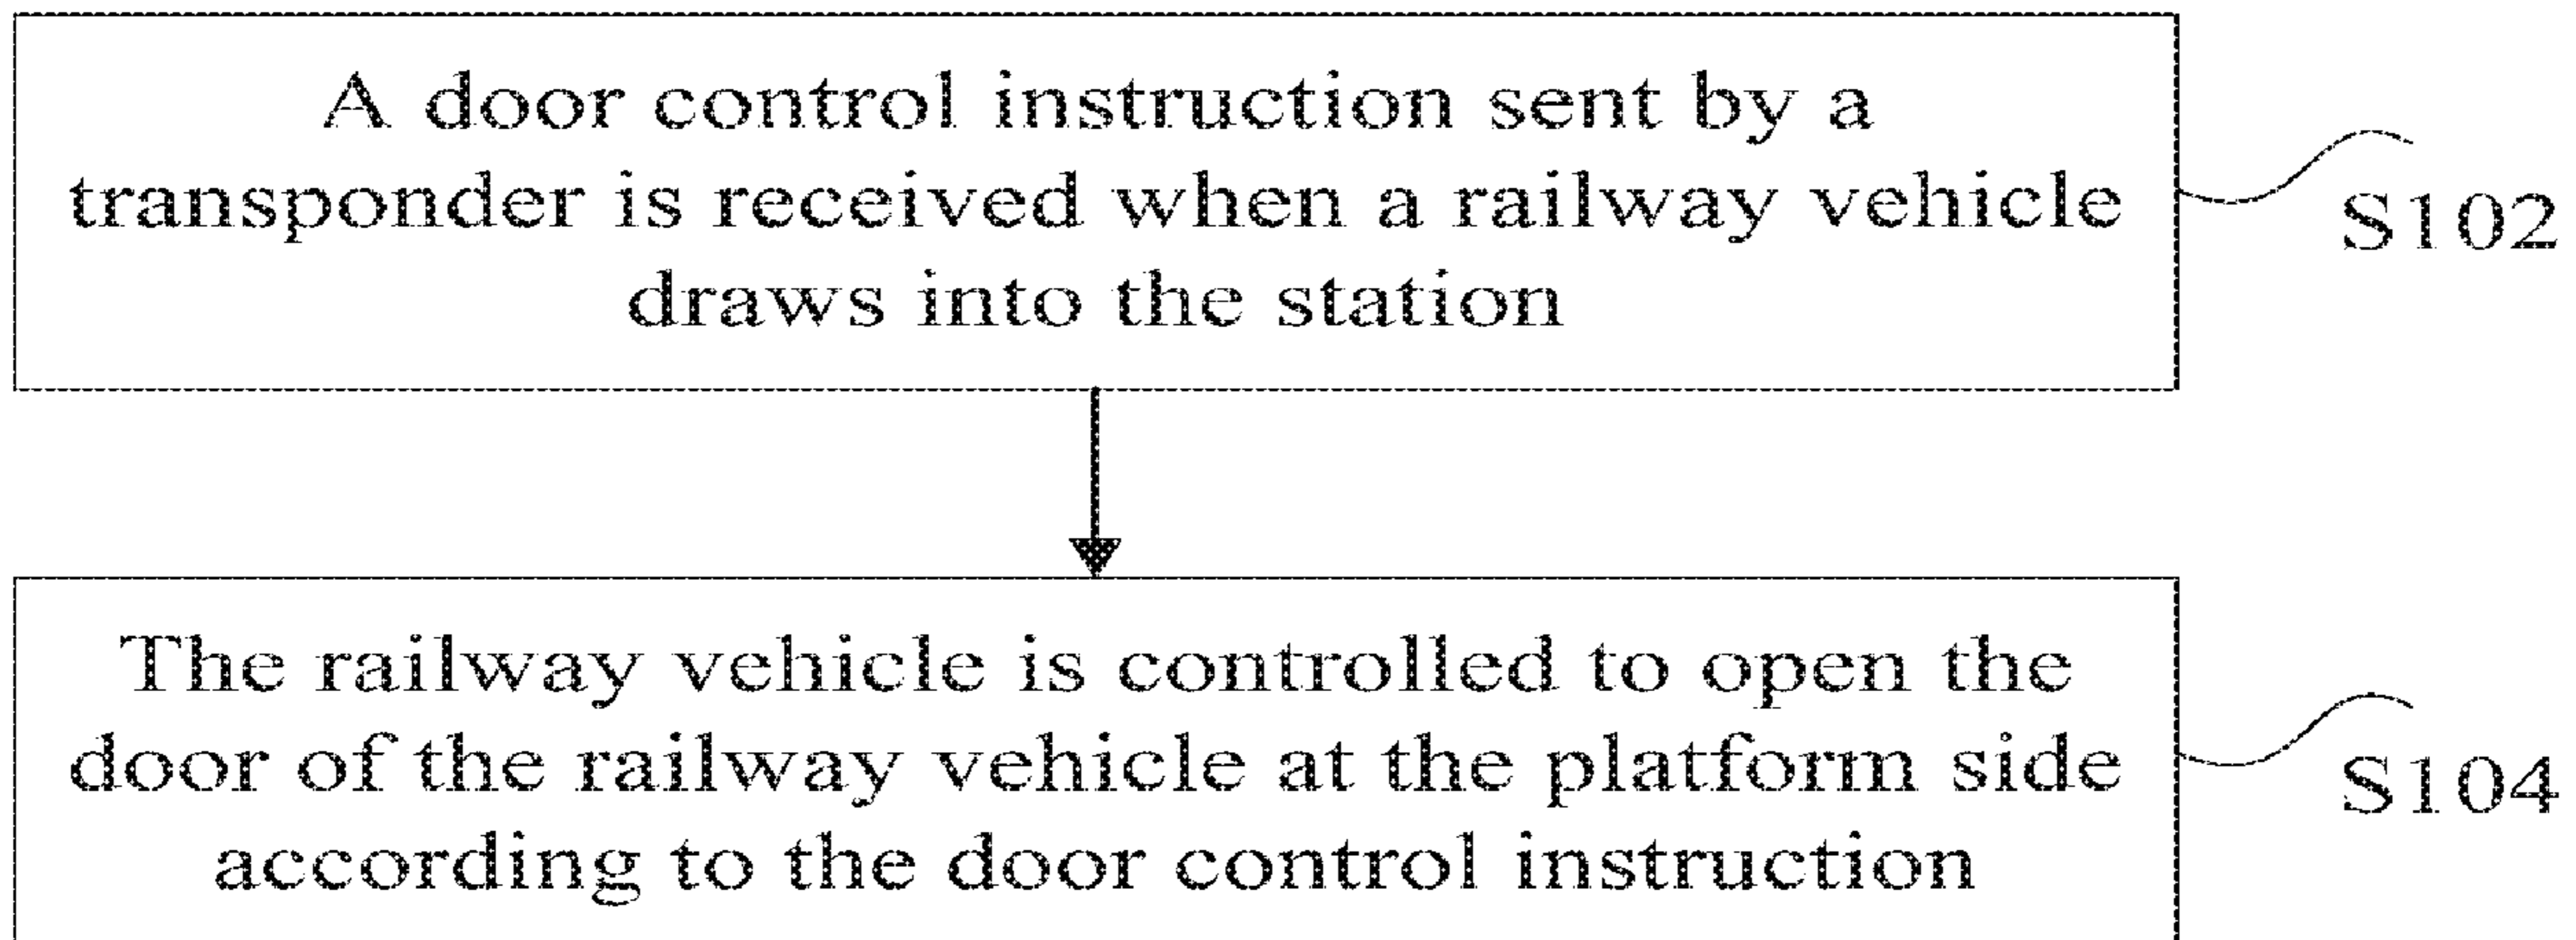 A door control instruction sent by a
transponder is received when a railway vehicle
draws into the station
S102
The railway vehicle is controlled to open the
door of the railway vehicle at the platform side
according to the door control instruction
S104